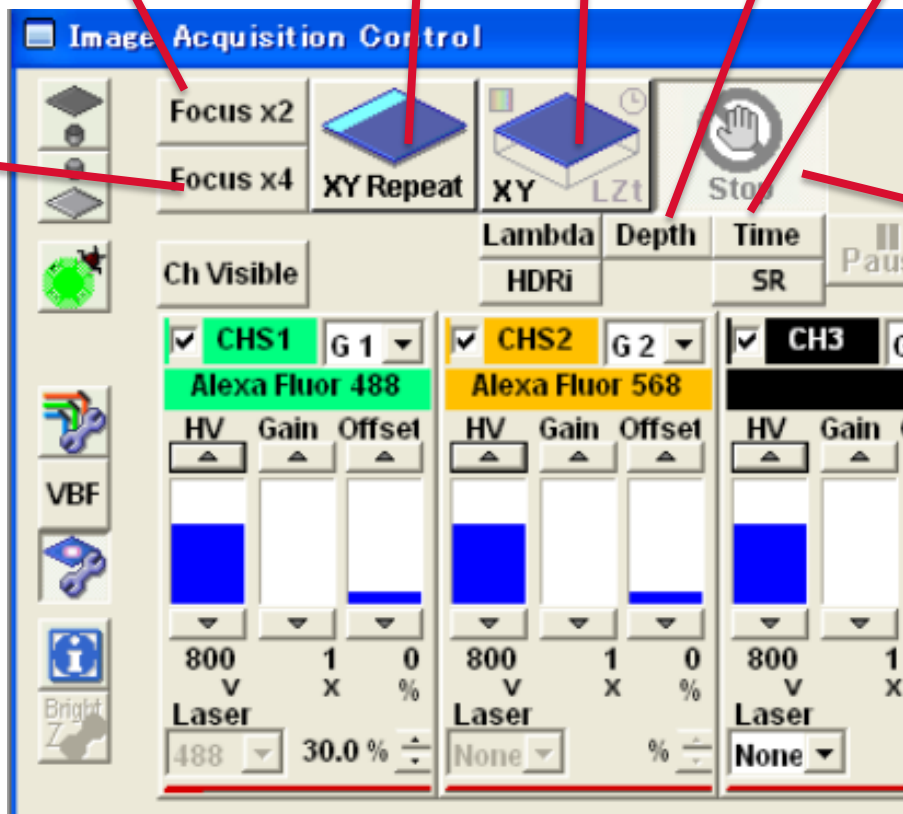 Image Acquisition Control
Focus x2
Focus x4
XY Repeat
XY LZt
Stop
Lambda Depth Time
Ch Visible HDRi SR
CHS1 G 1 CHS2 G 2 CH3
Alexa Fluor 488 Alexa Fluor 568
HV Gain Offset HV Gain Offset HV Gain
VBF
800 1 0 800 1 0 800 1
V X % V X % V X
Bright Z
Laser Laser Laser
488 30.0 % None % None